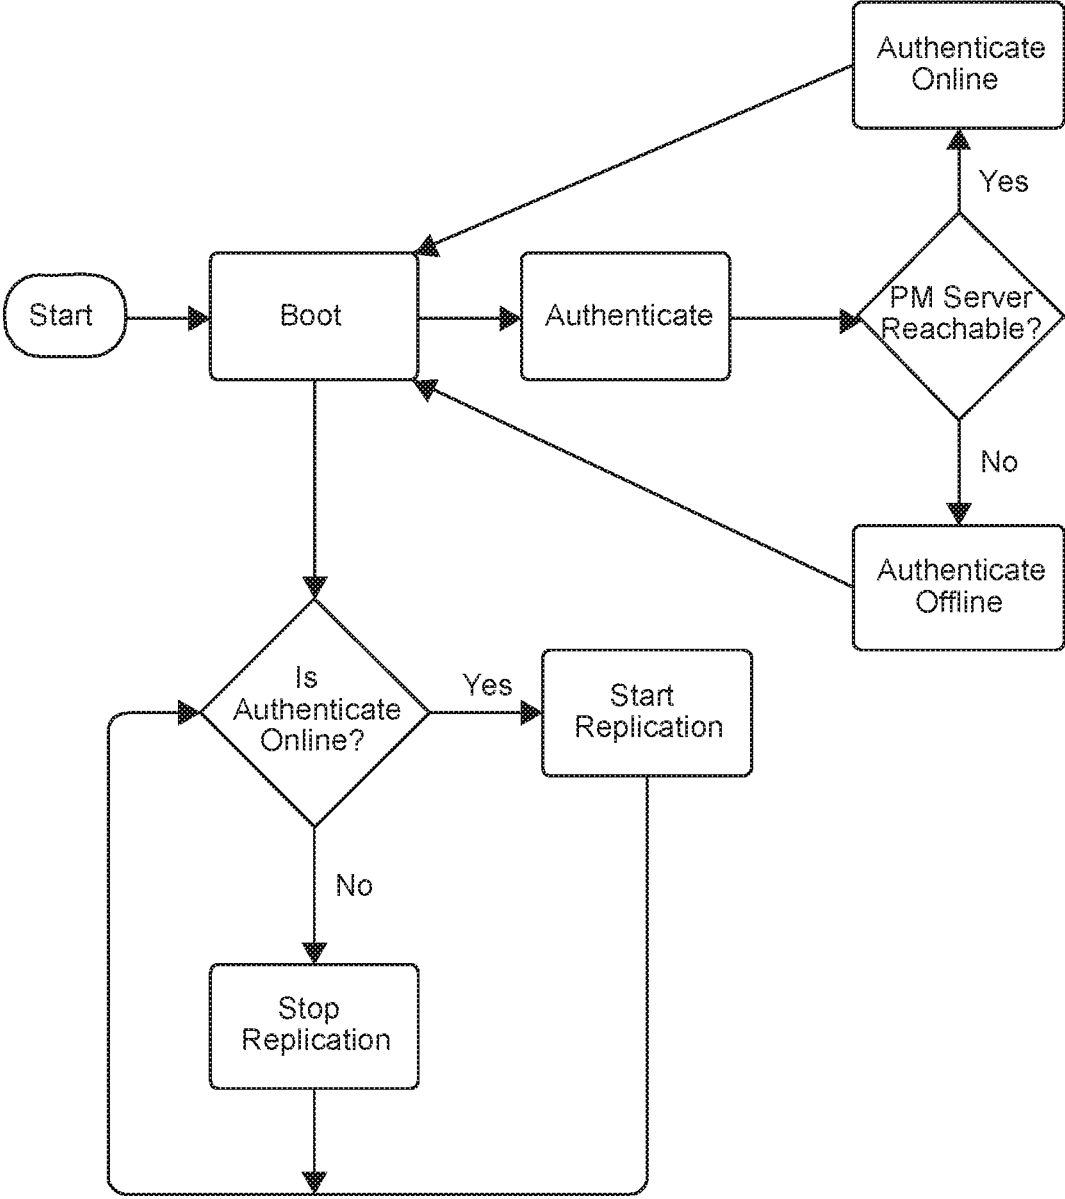 Authenticate
Online
Yes
Start
Boot
Authenticate
PM Server
Reachable?
No
Authenticate
Offline
Is
Authenticate
Online?
Yes
Start
Replication
No
Stop
Replication